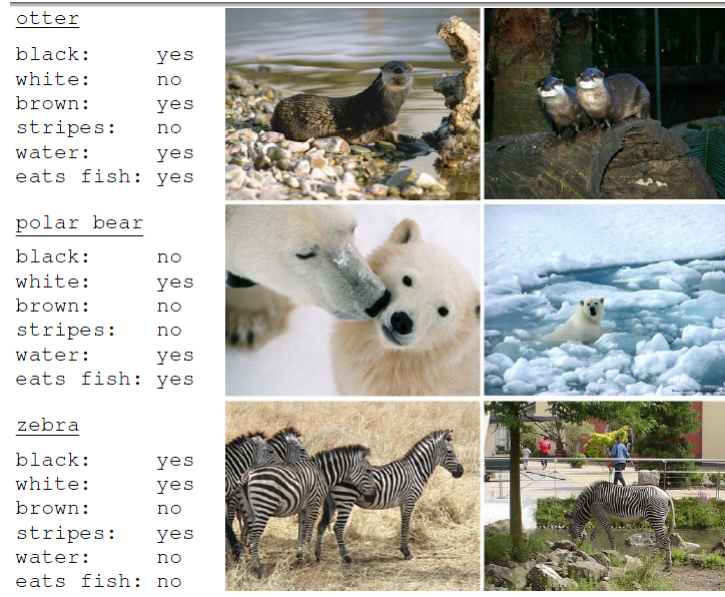 otter
black: yes
white: no
brown: yes
stripes: no
water: yes
eats fish: yes
polar bear
black: no
white: yes
brown: no
stripes: no
water: yes
eats fish: yes
zebra
black: yes
white: yes
brown: no
stripes: yes
water: no
eats fish: no